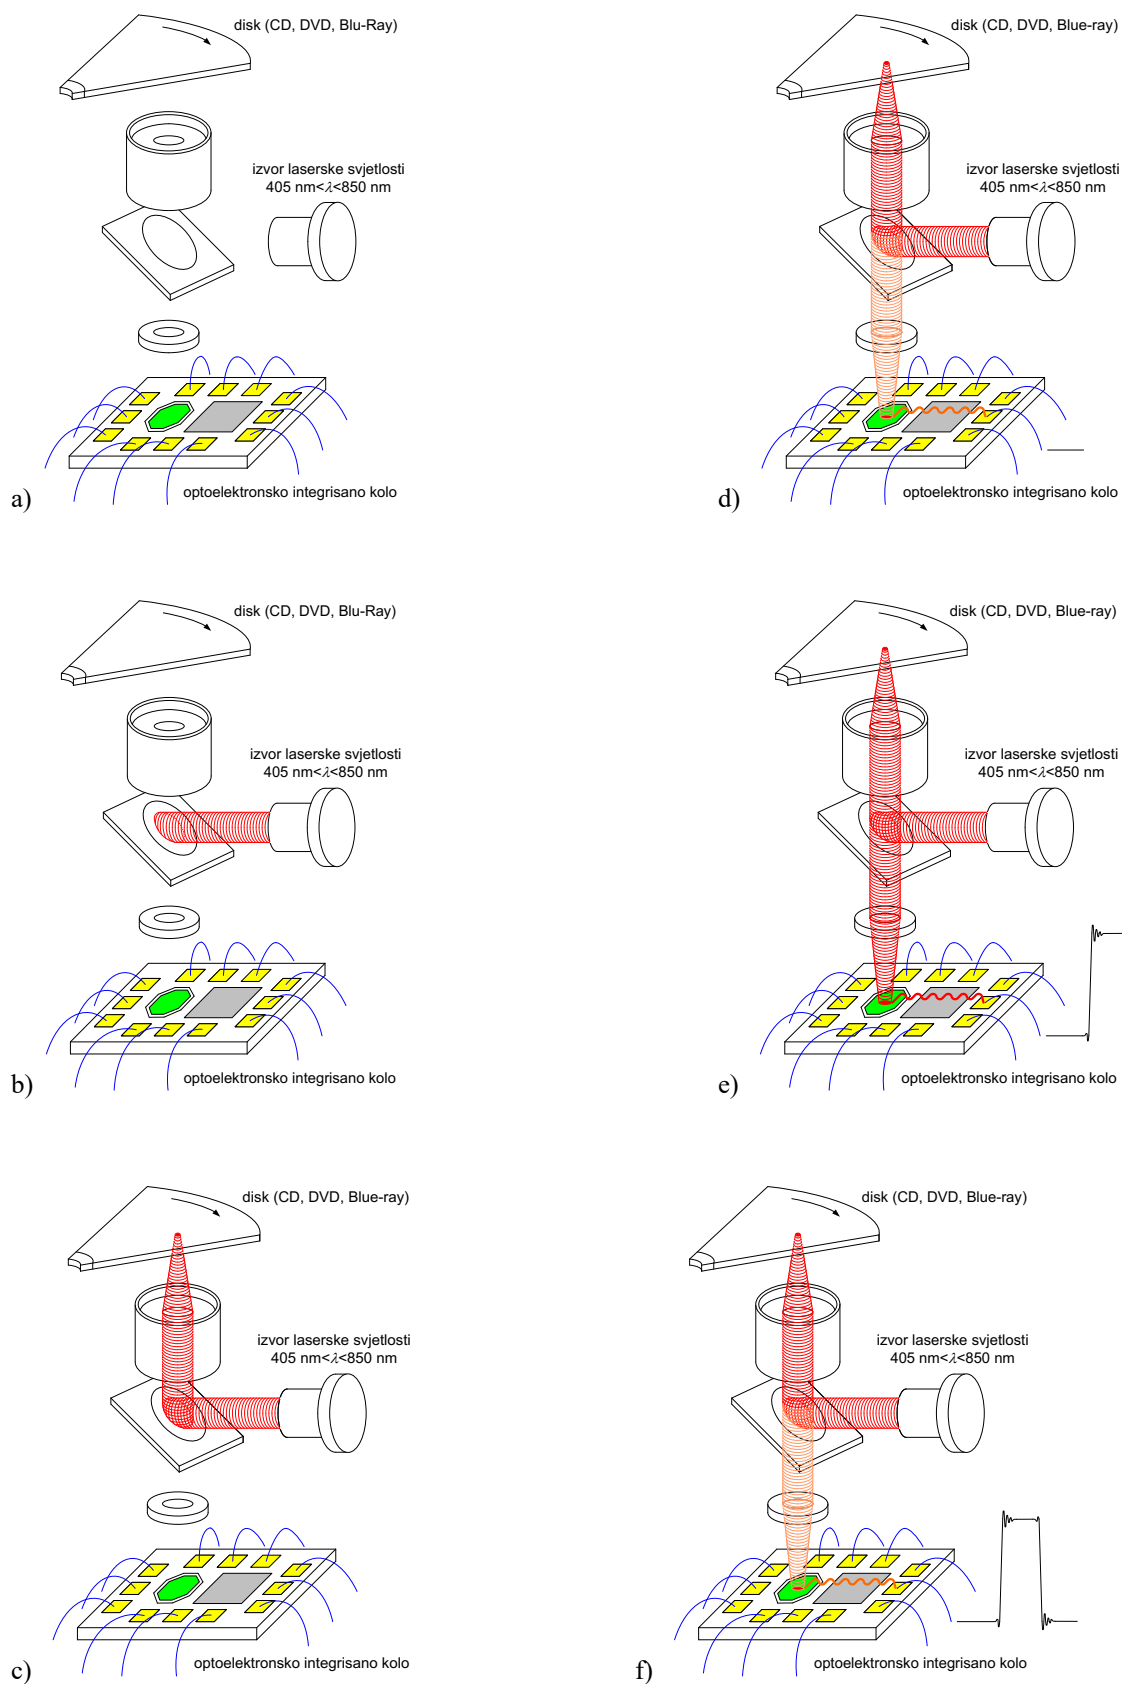 disk (CD, DVD, Blu-Ray)
izvor laserske svjetlosti
405 nm<λ<850 nm
optoelektronsko integrisano kolo
a)
disk (CD, DVD, Blue-ray)
izvor laserske svjetlosti
405 nm<λ<850 nm
optoelektronsko integrisano kolo
d)
disk (CD, DVD, Blu-Ray)
izvor laserske svjetlosti
405 nm<λ<850 nm
optoelektronsko integrisano kolo
b)
disk (CD, DVD, Blue-ray)
izvor laserske svjetlosti
405 nm<λ<850 nm
optoelektronsko integrisano kolo
e)
disk (CD, DVD, Blue-ray)
izvor laserske svjetlosti
405 nm<λ<850 nm
optoelektronsko integrisano kolo
c)
disk (CD, DVD, Blue-ray)
izvor laserske svjetlosti
405 nm<λ<850 nm
optoelektronsko integrisano kolo
f)